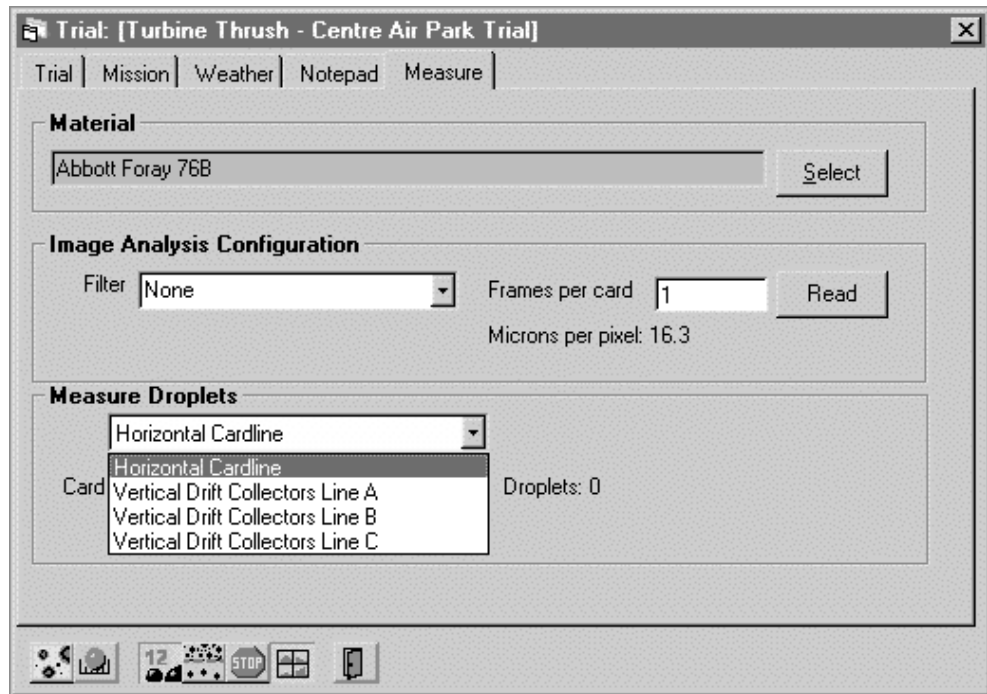 Trial: [Turbine Thrush - Centre Air Park Trial]
Trial Mission Weather Notepad Measure
Material
Abbott Foray 76B
Select
Image Analysis Configuration
Filter None Frames per card 1 Read
Microns per pixel: 16.3
Measure Droplets
Horizontal Cardline
Horizontal Cardline
Card Vertical Drift Collectors Line A Droplets: 0
Vertical Drift Collectors Line B
Vertical Drift Collectors Line C
12 STOP